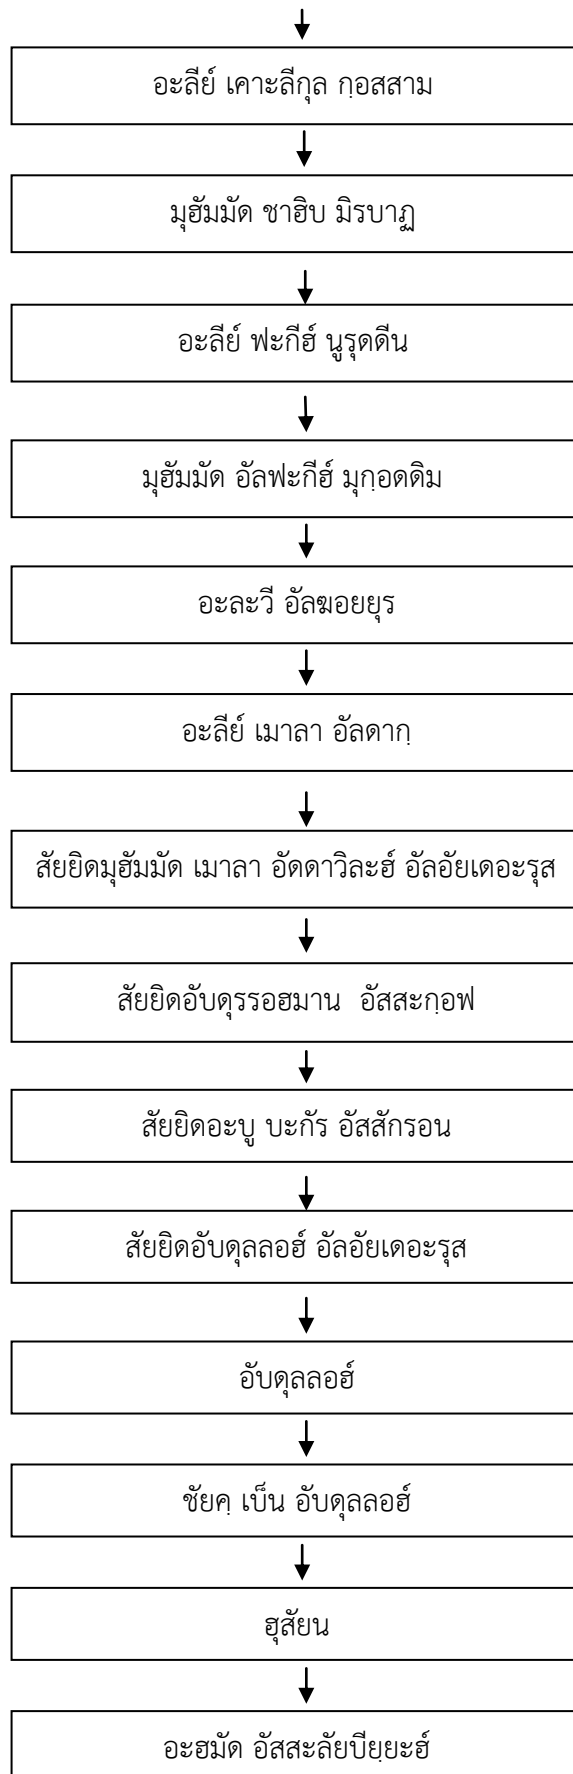 อะลีย์ เคาะลีกุล กฺอสสาม
มุฮัมมัด ซาฮิบ มิรบาฏ
อะลีย์ ฟะกีฮ์ นูรุดดีน
มุฮัมมัด อัลฟะกีฮ์ มุกฺอดดิม
อะละวี อัลฆอยยุร
อะลีย์ เมาลา อัลดากฺ
สัยยิดมุฮัมมัด เมาลา อัดดาวิละฮ์ อัลอัยเดอะรุส
สัยยิดอับดุรรอฮมาน อัสสะกฺอฟ
สัยยิดอะบู บะกัร อัสสักรอน
สัยยิดอับดุลลอฮ์ อัลอัยเดอะรุส
อับดุลลอฮ์
ชัยคฺ เบ็น อับดุลลอฮ์
ฮุสัยน
อะฮมัด อัสสะลัยบียฺยะฮ์